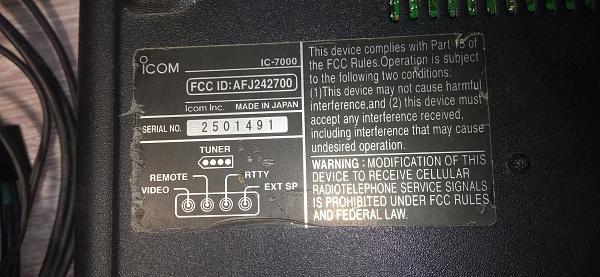 ICOM
IC-7000
FCC ID:AFJ242700
Icom Inc. MADE IN JAPAN
SERIAL NO. 2501491
TUNER
REMOTE
RTTY
VIDEO
EXT SP
This device complies with Part 15 of
the FCC Rules.Operation is subject
to the following two conditions:
(1)This device may not cause harmful
interference,and (2) this device must
accept any interference received,
including interference that may cause
undesired operation.
WARNING : MODIFICATION OF THIS
DEVICE TO RECEIVE CELLULAR
RADIOTELEPHONE SERVICE SIGNALS
IS PROHIBITED UNDER FCC RULES
AND FEDERAL LAW.